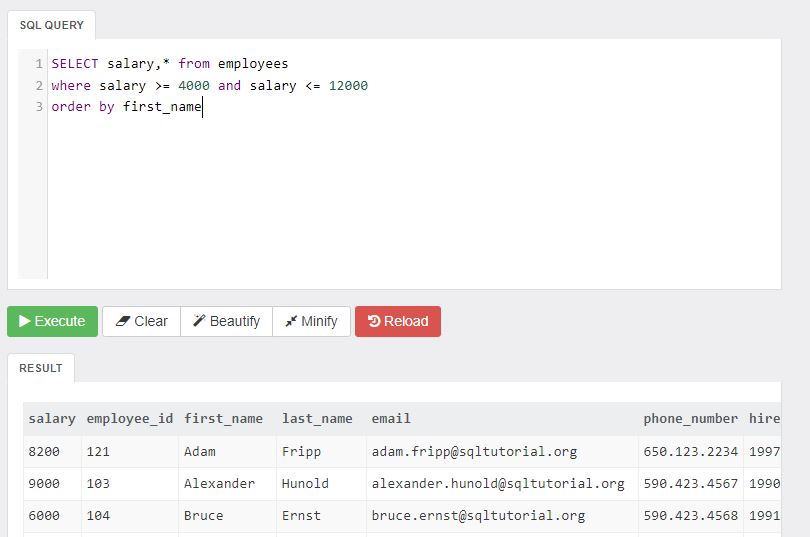 SQL QUERY
1 SELECT salary,* from employees
2 where salary >= 4000 and salary <= 12000
3 order by first_name
Execute Clear Beautify Minify Reload
RESULT
salary employee_id first_name last_name email phone_number hire
8200 121 Adam Fripp adam.fripp@sqltutorial.org 650.123.2234 1997
9000 103 Alexander Hunold alexander.hunold@sqltutorial.org 590.423.4567 1990
6000 104 Bruce Ernst bruce.ernst@sqltutorial.org 590.423.4568 1991